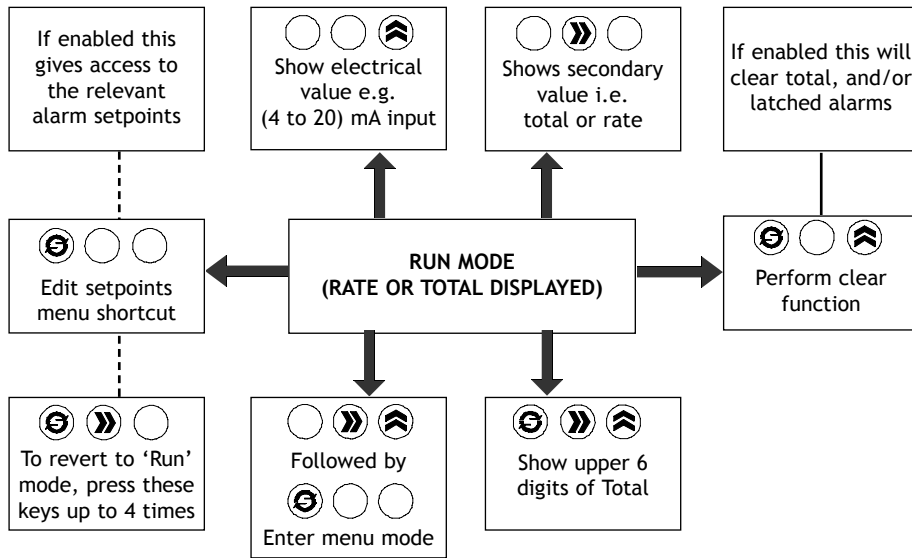 If enabled this
gives access to
the relevant
alarm setpoints
Show electrical
value e.g.
(4 to 20) mA input
Shows secondary
value i.e.
total or rate
If enabled this will
clear total, and/or
latched alarms
Edit setpoints
menu shortcut
RUN MODE
(RATE OR TOTAL DISPLAYED)
Perform clear
function
To revert to ‘Run’
mode, press these
keys up to 4 times
Followed by
Enter menu mode
Show upper 6
digits of Total